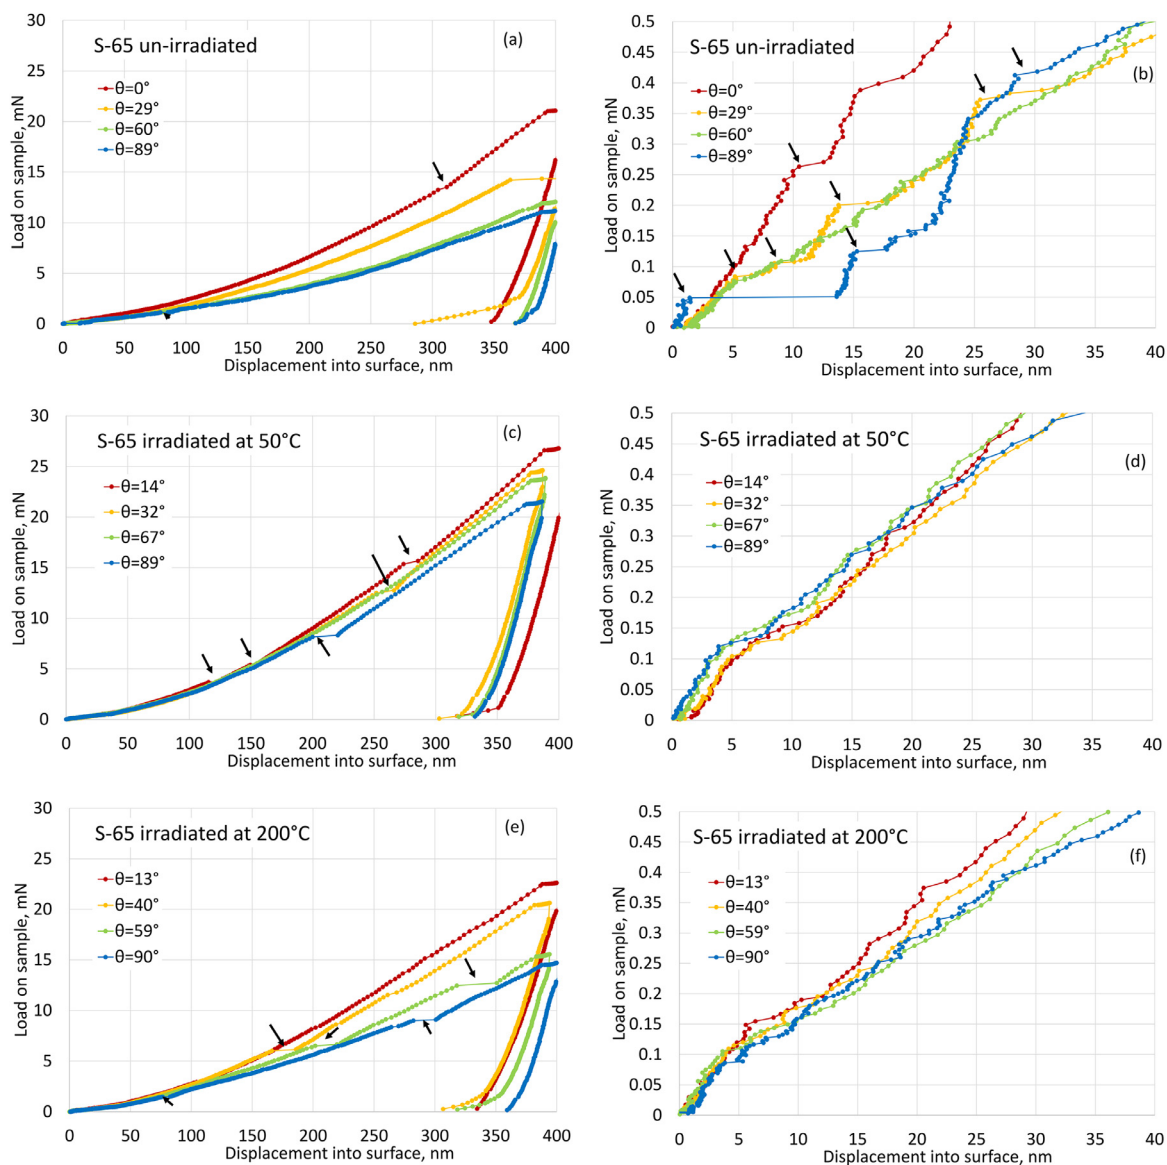 S-65 un-irradiated
(a)
θ=0°
θ=29°
θ=60°
θ=89°
Load on sample, mN
30
25
20
15
10
5
0
0 50 100 150 200 250 300 350 400
Displacement into surface, nm
S-65 un-irradiated
(b)
θ=0°
θ=29°
θ=60°
θ=89°
Load on sample, mN
0.5
0.45
0.4
0.35
0.3
0.25
0.2
0.15
0.1
0.05
0
0 5 10 15 20 25 30 35 40
Displacement into surface, nm
S-65 irradiated at 50°C
(c)
θ=14°
θ=32°
θ=67°
θ=89°
Load on sample, mN
30
25
20
15
10
5
0
0 50 100 150 200 250 300 350 400
Displacement into surface, nm
S-65 irradiated at 50°C
(d)
θ=14°
θ=32°
θ=67°
θ=89°
Load on sample, mN
0.5
0.45
0.4
0.35
0.3
0.25
0.2
0.15
0.1
0.05
0
0 5 10 15 20 25 30 35 40
Displacement into surface, nm
S-65 irradiated at 200°C
(e)
θ=13°
θ=40°
θ=59°
θ=90°
Load on sample, mN
30
25
20
15
10
5
0
0 50 100 150 200 250 300 350 400
Displacement into surface, nm
S-65 irradiated at 200°C
(f)
θ=13°
θ=40°
θ=59°
θ=90°
Load on sample, mN
0.5
0.45
0.4
0.35
0.3
0.25
0.2
0.15
0.1
0.05
0
0 5 10 15 20 25 30 35 40
Displacement into surface, nm